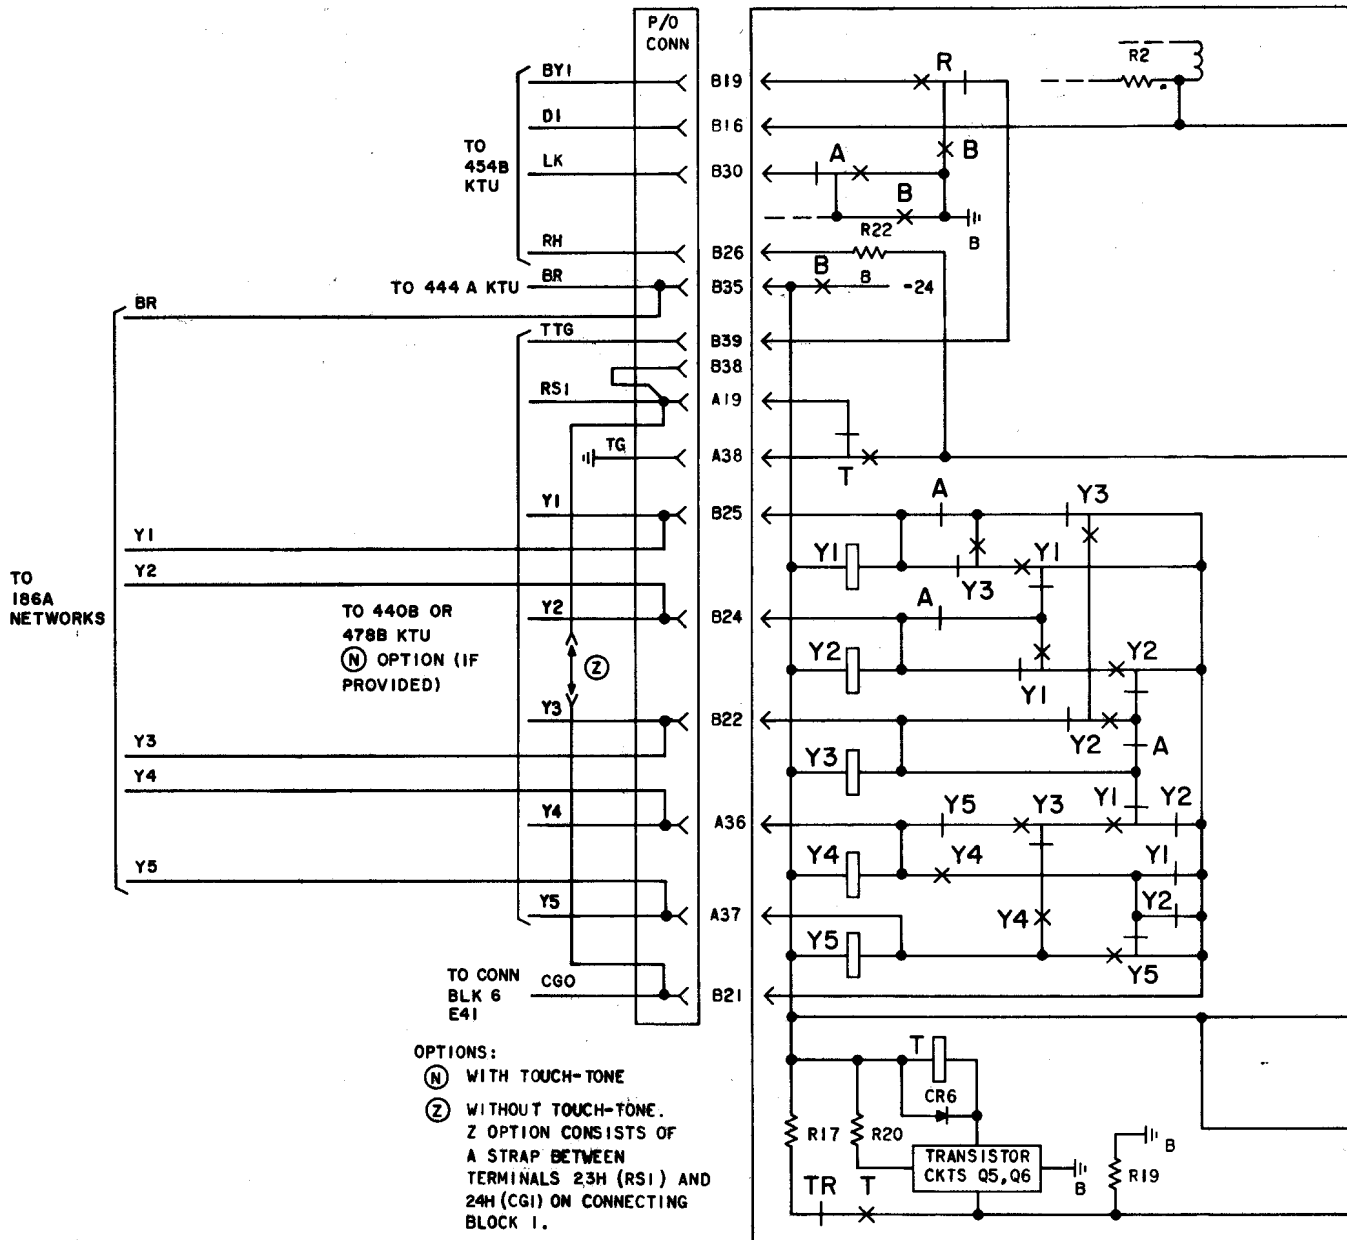 P/O
CONN
R
R2
BY1
B19
D1
B16
TO
454B
KTU
LK
B30
A
B
B
B
RH
B26
R22
B
TO 444 A KTU
BR
B35
B
-24
BR
TTG
B39
B38
RS1
A19
TG
A38
T
Y1
B25
A
Y3
Y1
Y1
Y1
Y3
TO
186A
NETWORKS
Y2
TO 440B OR
478B KTU
N OPTION (IF
PROVIDED)
Y2
B24
A
Z
Y2
Y2
Y1
Y3
B22
Y2
A
Y3
Y3
Y4
Y4
A36
Y5
Y3
Y1
Y2
Y4
Y4
Y1
Y5
Y5
A37
Y4
Y2
Y5
Y5
TO CONN
BLK 6
E41
CGO
B21
OPTIONS:
N WITH TOUCH-TONE
Z WITHOUT TOUCH-TONE.
Z OPTION CONSISTS OF
A STRAP BETWEEN
TERMINALS 23H (RS1) AND
24H (CG1) ON CONNECTING
BLOCK 1.
T
CR6
R17
R20
TRANSISTOR
CKTS Q5, Q6
B
B
R19
TR
T